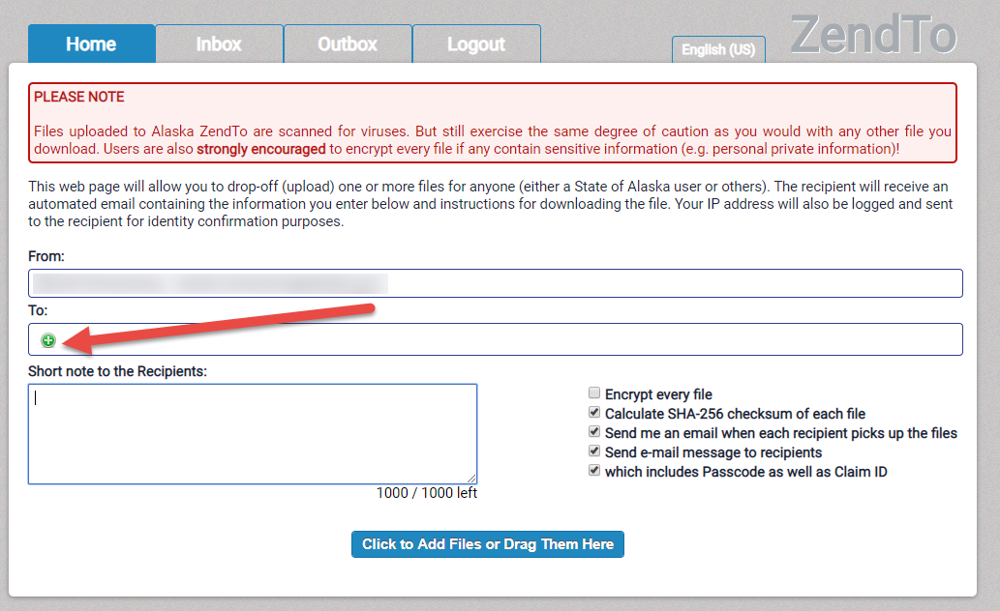 Home
Inbox
Outbox
Logout
English (US)
ZendTo
PLEASE NOTE
Files uploaded to Alaska ZendTo are scanned for viruses. But still exercise the same degree of caution as you would with any other file you
download. Users are also strongly encouraged to encrypt every file if any contain sensitive information (e.g. personal private information)!
This web page will allow you to drop-off (upload) one or more files for anyone (either a State of Alaska user or others). The recipient will receive an
automated email containing the information you enter below and instructions for downloading the file. Your IP address will also be logged and sent
to the recipient for identity confirmation purposes.
From:
To:
Short note to the Recipients:
1000 / 1000 left
Encrypt every file
Calculate SHA-256 checksum of each file
Send me an email when each recipient picks up the files
Send e-mail message to recipients
which includes Passcode as well as Claim ID
Click to Add Files or Drag Them Here